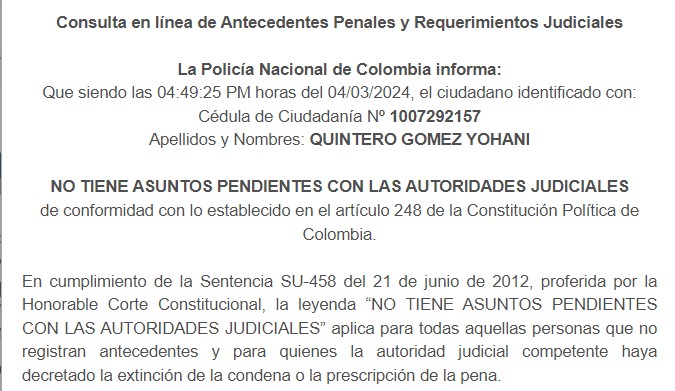 Consulta en línea de Antecedentes Penales y Requerimientos Judiciales
La Policía Nacional de Colombia informa:
Que siendo las 04:49:25 PM horas del 04/03/2024, el ciudadano identificado con:
Cédula de Ciudadanía Nº 1007292157
Apellidos y Nombres: QUINTERO GOMEZ YOHANI
NO TIENE ASUNTOS PENDIENTES CON LAS AUTORIDADES JUDICIALES
de conformidad con lo establecido en el artículo 248 de la Constitución Política de
Colombia.
En cumplimiento de la Sentencia SU-458 del 21 de junio de 2012, proferida por la
Honorable Corte Constitucional, la leyenda “NO TIENE ASUNTOS PENDIENTES
CON LAS AUTORIDADES JUDICIALES” aplica para todas aquellas personas que no
registran antecedentes y para quienes la autoridad judicial competente haya
decretado la extinción de la condena o la prescripción de la pena.